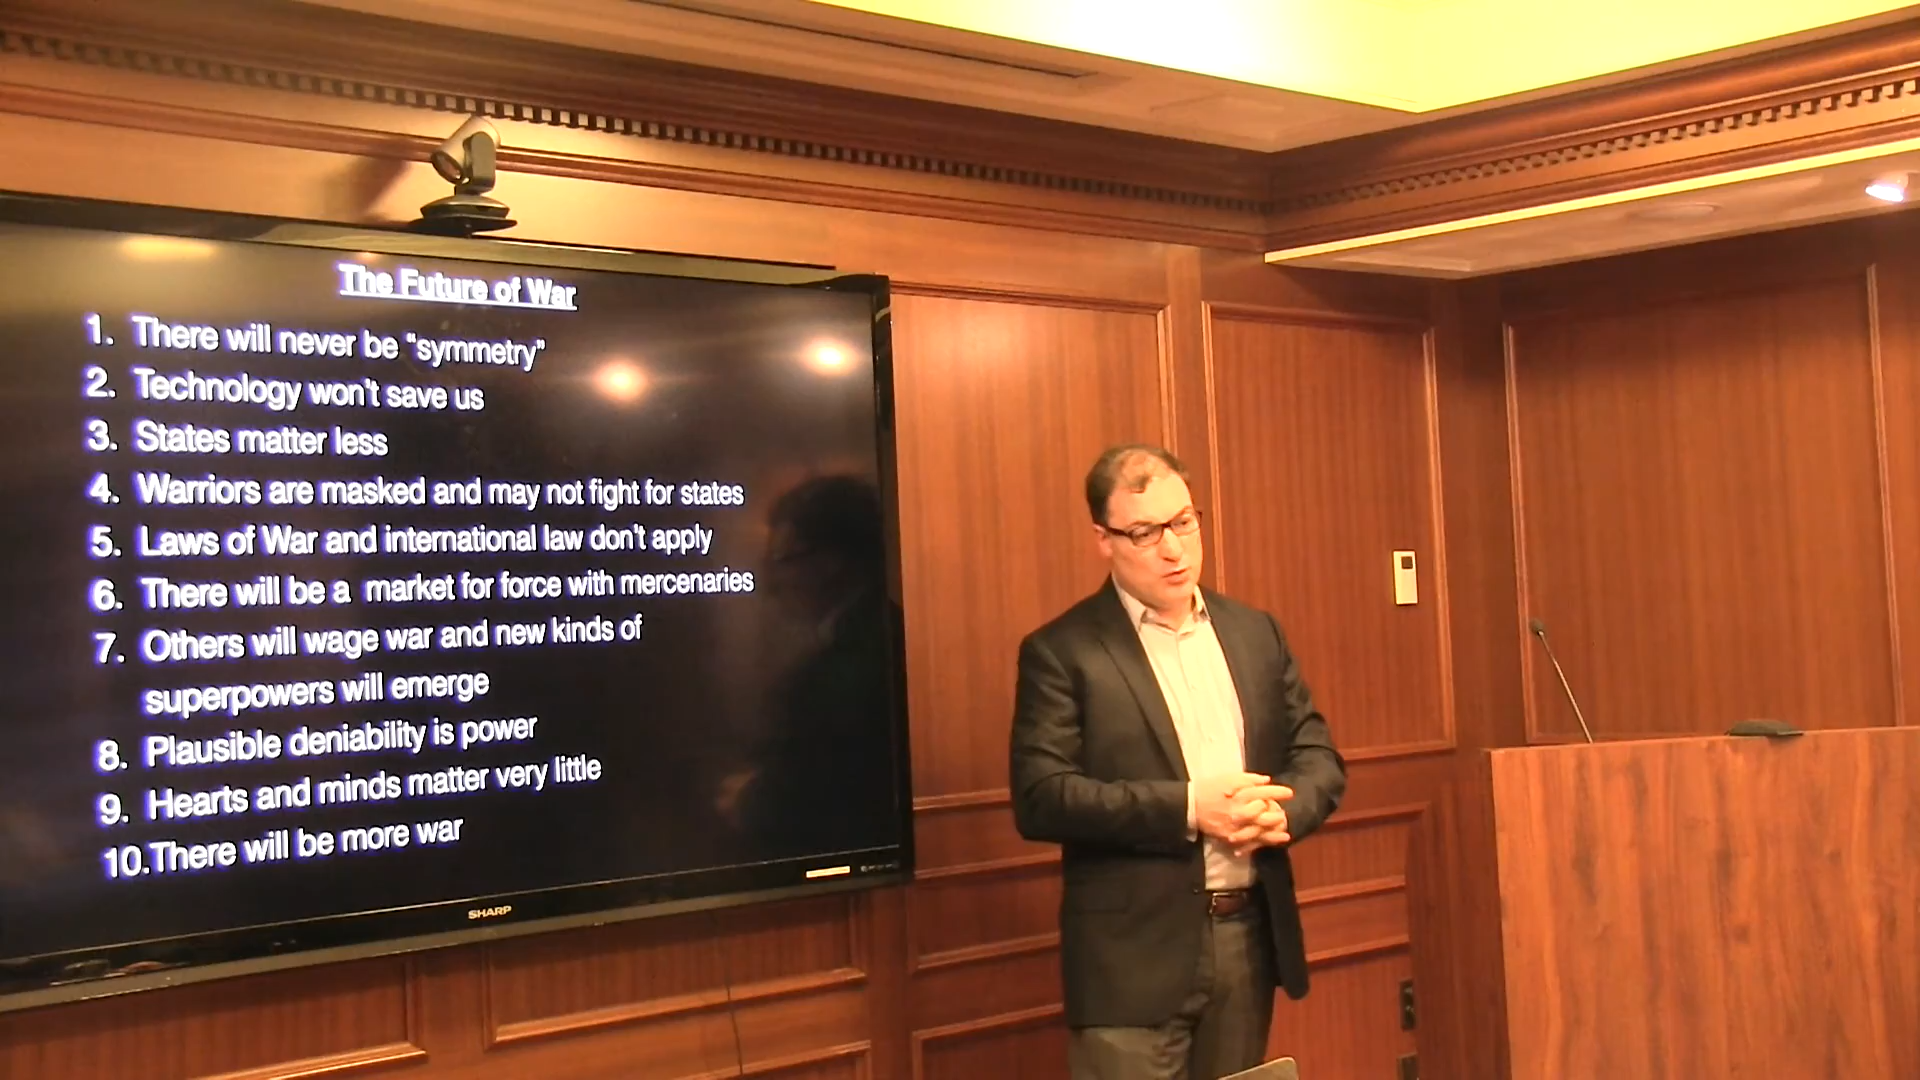 The Future of War
1. There will never be “symmetry”
2. Technology won't save us
3. States matter less
4. Warriors are masked and may not fight for states
5. Laws of War and international law don't apply
6. There will be a market for force with mercenaries
7. Others will wage war and new kinds of
superpowers will emerge
8. Plausible deniability is power
9. Hearts and minds matter very little
10.There will be more war
SHARP